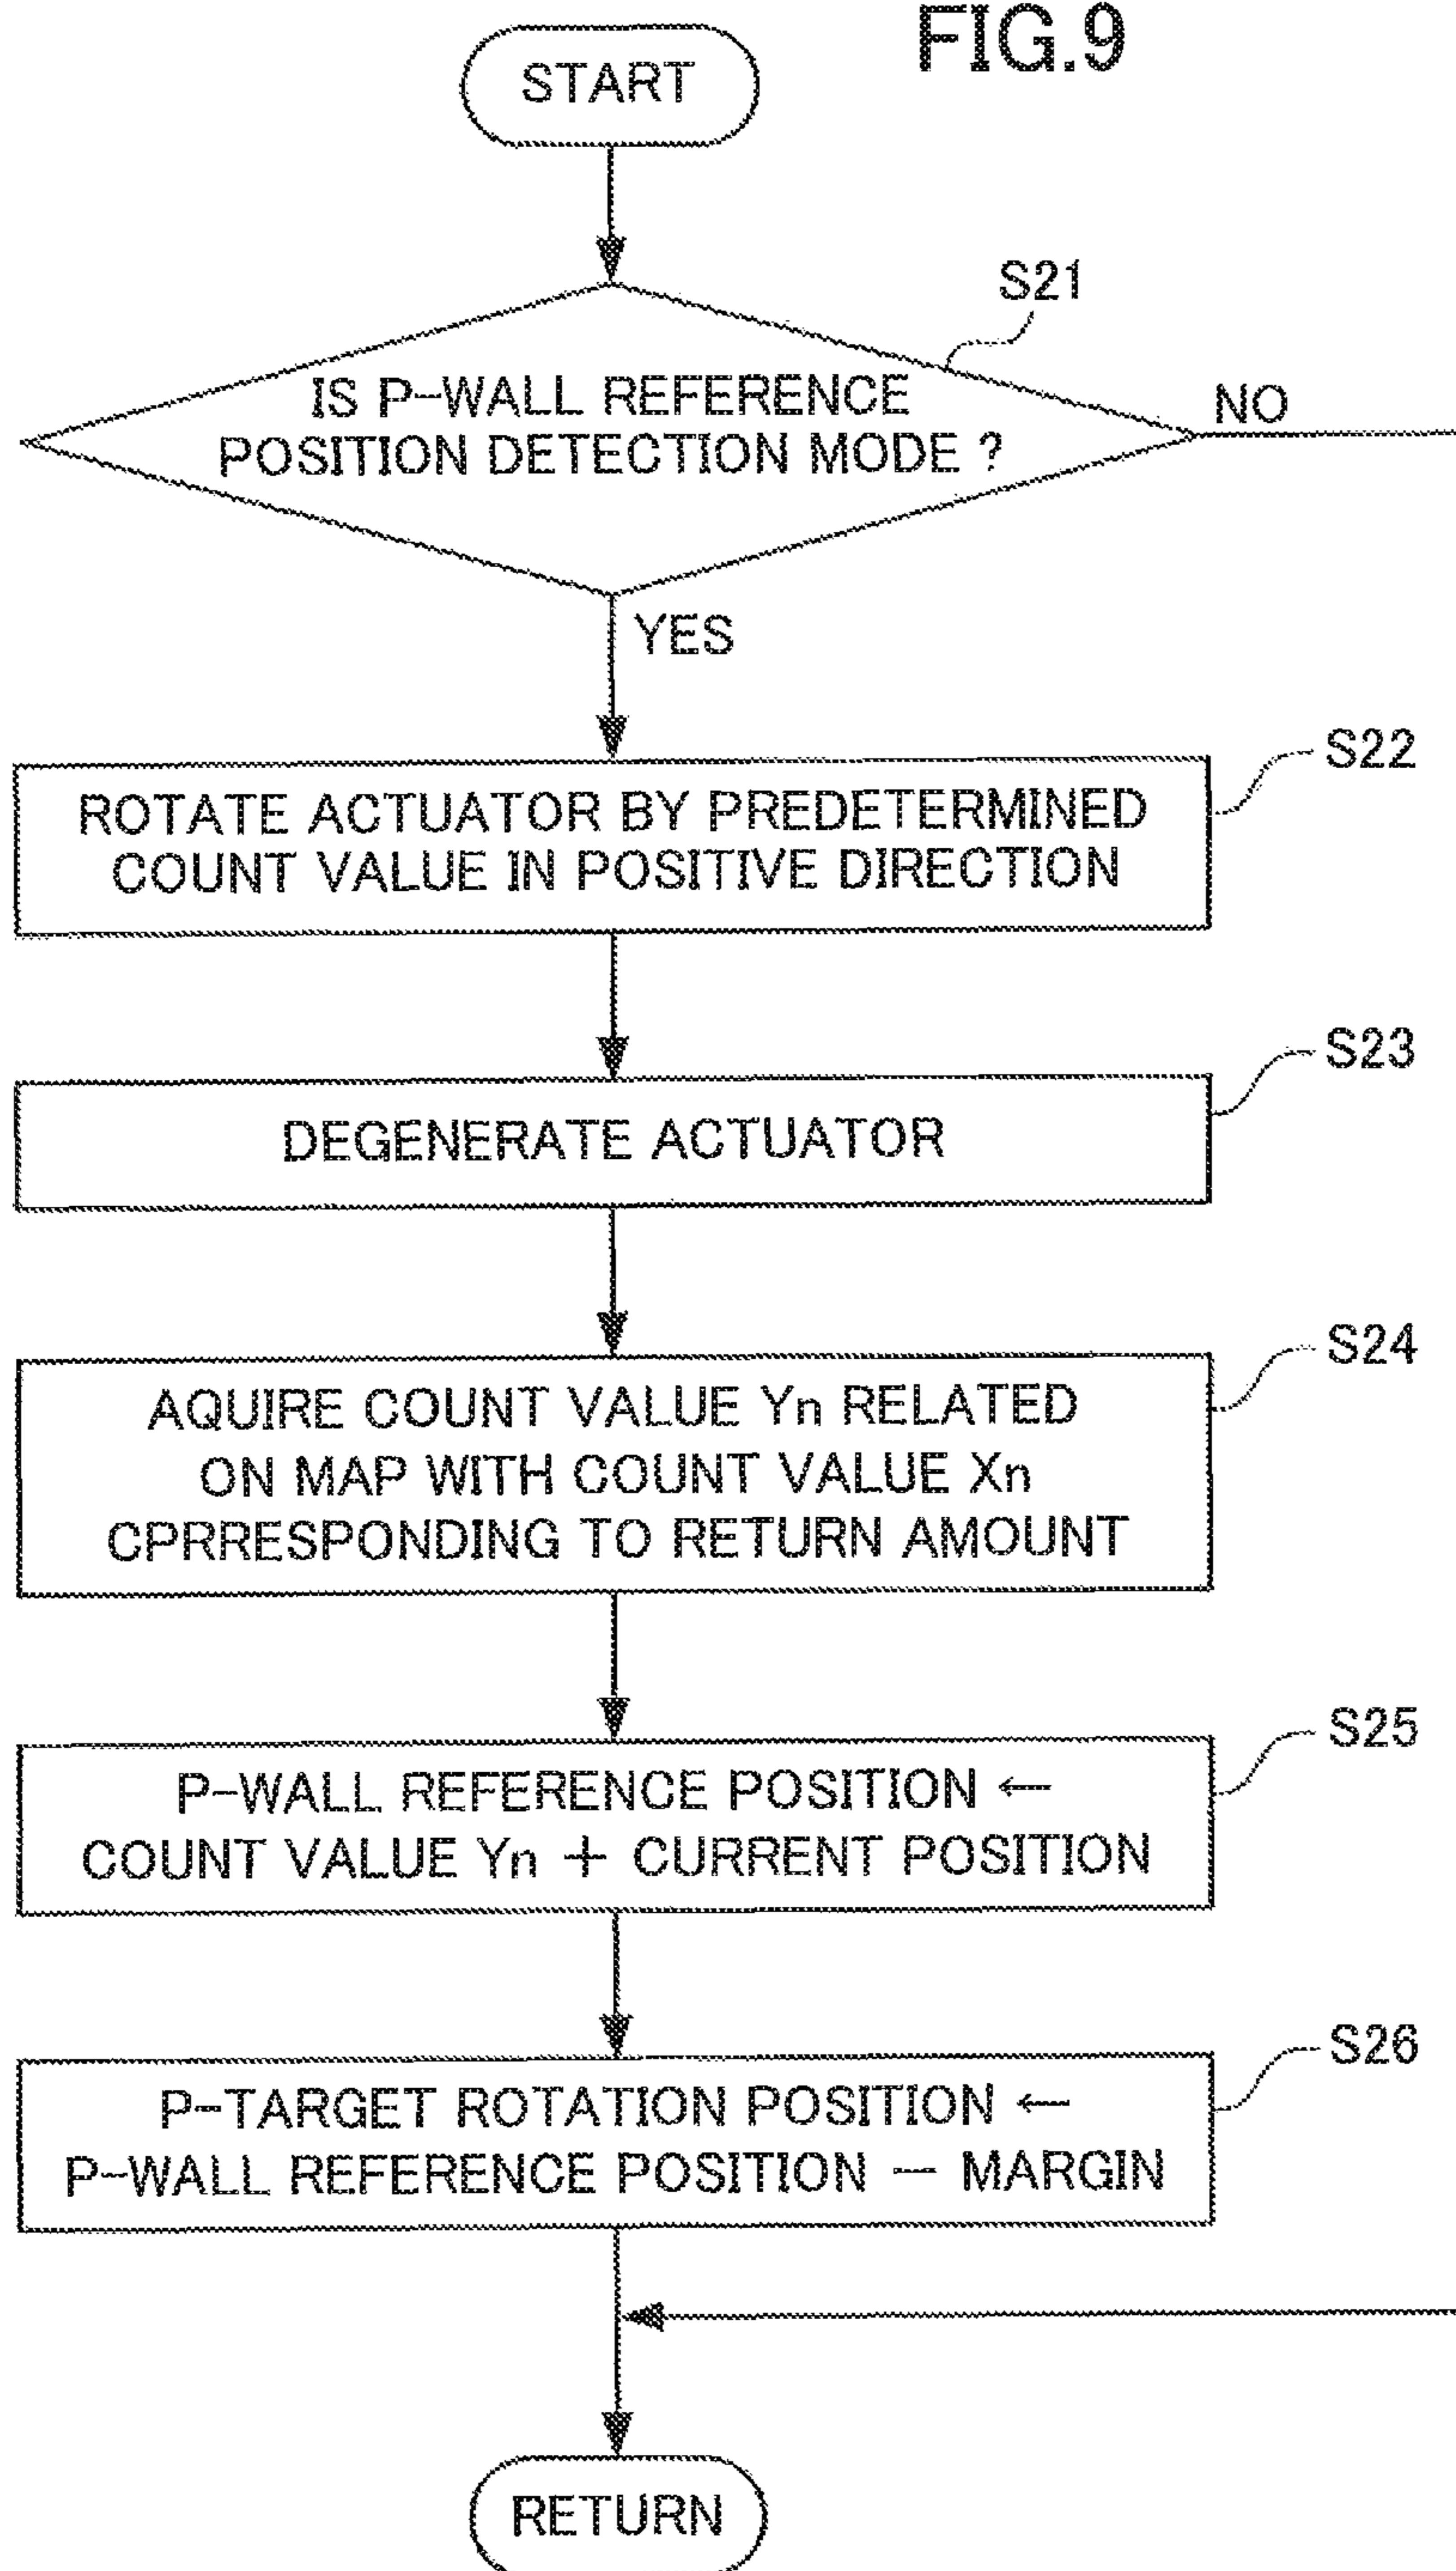 FIG.9
START
S21
IS P-WALL REFERENCE
POSITION DETECTION MODE ?
NO
YES
S22
ROTATE ACTUATOR BY PREDETERMINED
COUNT VALUE IN POSITIVE DIRECTION
S23
DEGENERATE ACTUATOR
S24
AQUIRE COUNT VALUE Yn RELATED
ON MAP WITH COUNT VALUE Xn
CPRRESPONDING TO RETURN AMOUNT
S25
P-WALL REFERENCE POSITION ←
COUNT VALUE Yn + CURRENT POSITION
S26
P-TARGET ROTATION POSITION ←
P-WALL REFERENCE POSITION - MARGIN
RETURN